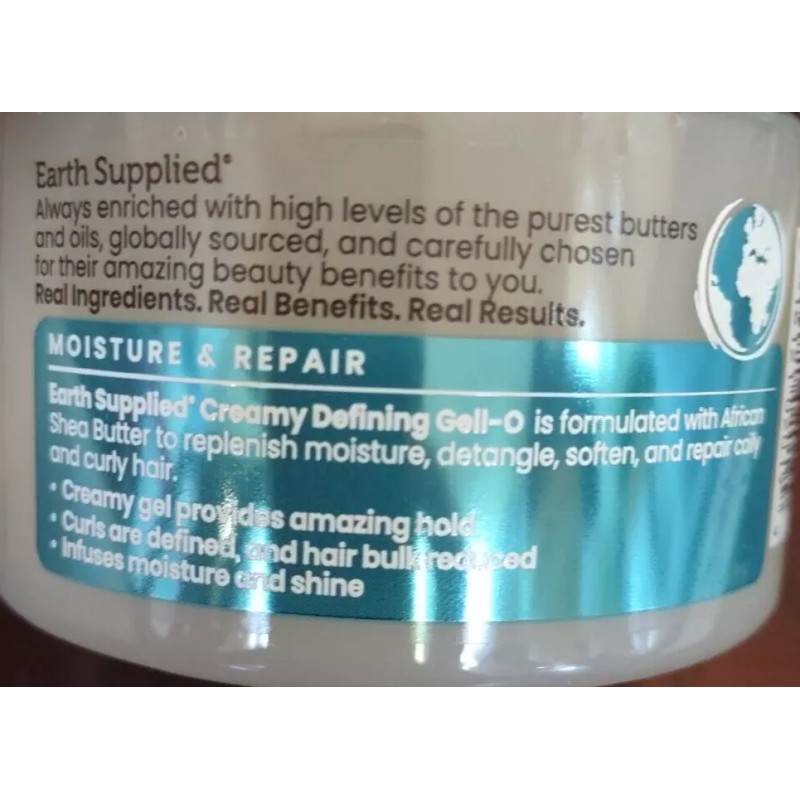 Earth Supplied®
Always enriched with high levels of the purest butters
and oils, globally sourced, and carefully chosen
for their amazing beauty benefits to you.
Real Ingredients. Real Benefits. Real Results.
MOISTURE & REPAIR
Earth Supplied® Creamy Defining Gell-O is formulated with African
Shea Butter to replenish moisture, detangle, soften, and repair coily
and curly hair.
• Creamy gel provides amazing hold
• Curls are defined, and hair bulk reduced
• Infuses moisture and shine